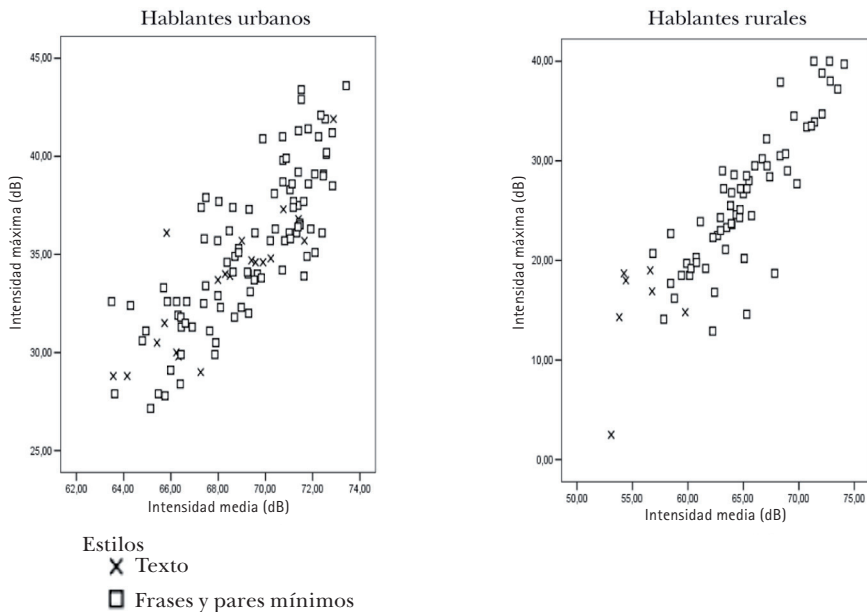 Hablantes urbanos
Intensidad máxima (dB)
45,00
40,00
35,00
30,00
25,00
62,00 64,00 66,00 68,00 70,00 72,00 74,00
Intensidad media (dB)
Hablantes rurales
Intensidad máxima (dB)
40,00
30,00
20,00
10,00
0,00
50,00 55,00 60,00 65,00 70,00 75,00
Intensidad media (dB)
Estilos
Texto
Frases y pares mínimos